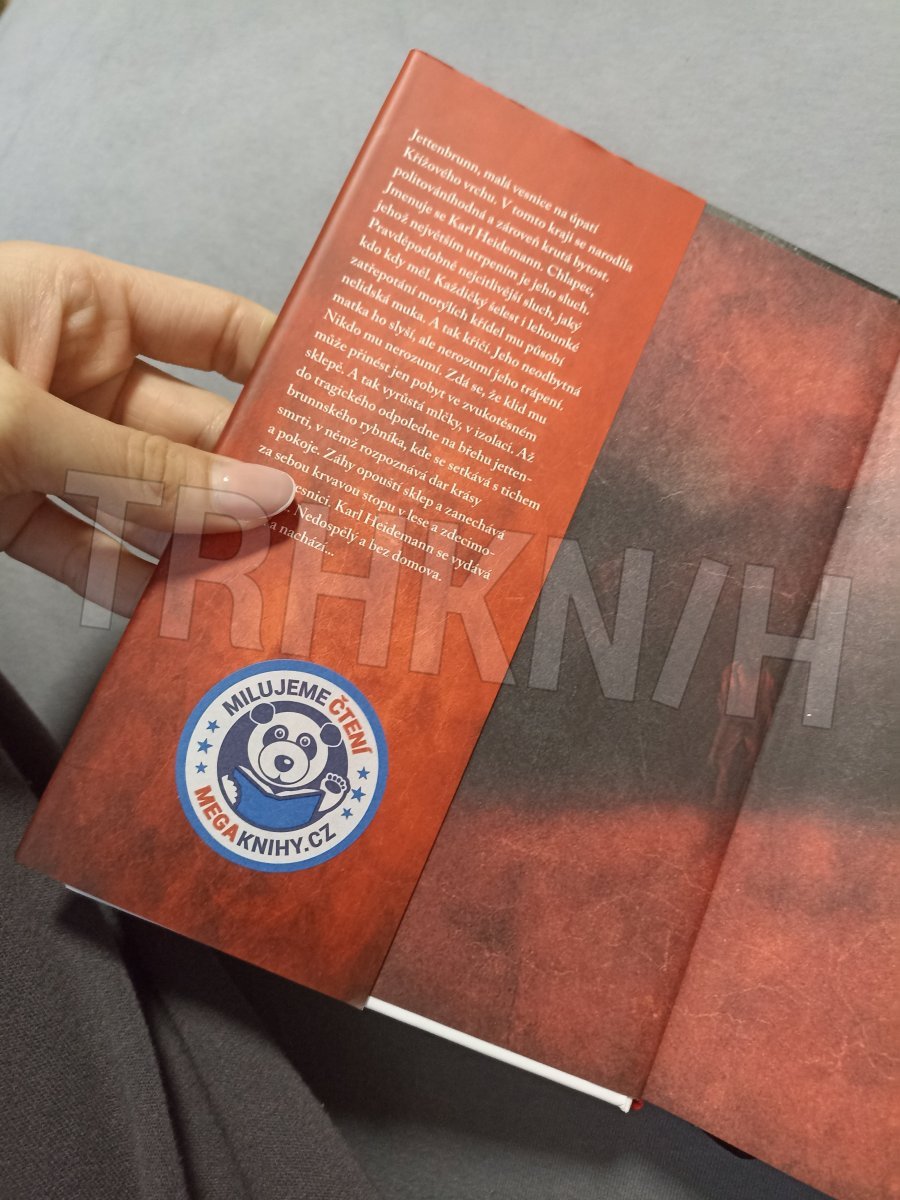 Jettenbrunn, malá vesnice na úpatí
Křížového vrchu. V tomto kraji se narodila
politováníhodná a zároveň krutá bytost.
Jmenuje se Karl Heidemann. Chlapec,
jehož největším utrpením je jeho sluch.
Pravděpodobně nejcitlivější sluch, jaký
kdo kdy měl. Každičký šelest i lehounké
zatřepotání motýlích křídel mu působí
nelidská muka. A tak křičí. Jeho neodbytná
matka ho slyší, ale nerozumí jeho trápení.
Nikdo mu nerozumí. Zdá se, že klid mu
může přinést jen pobyt ve zvukotěsném
sklepě. A tak vyrůstá mlčky, v izolaci. Až
do tragického odpoledne na břehu jetten-
brunnského rybníka, kde se setkává s tichem
smrti, v němž rozpoznává dar krásy
a pokoje. Záhy opouští sklep a zanechává
za sebou krvavou stopu v lese a zdecimo-
vesnici. Karl Heidemann se vydává
Nedospělý a bez domova.
a nachází...
TRHKNIH
MILUJEME ČTENÍ
MEGAKNIHY.CZ